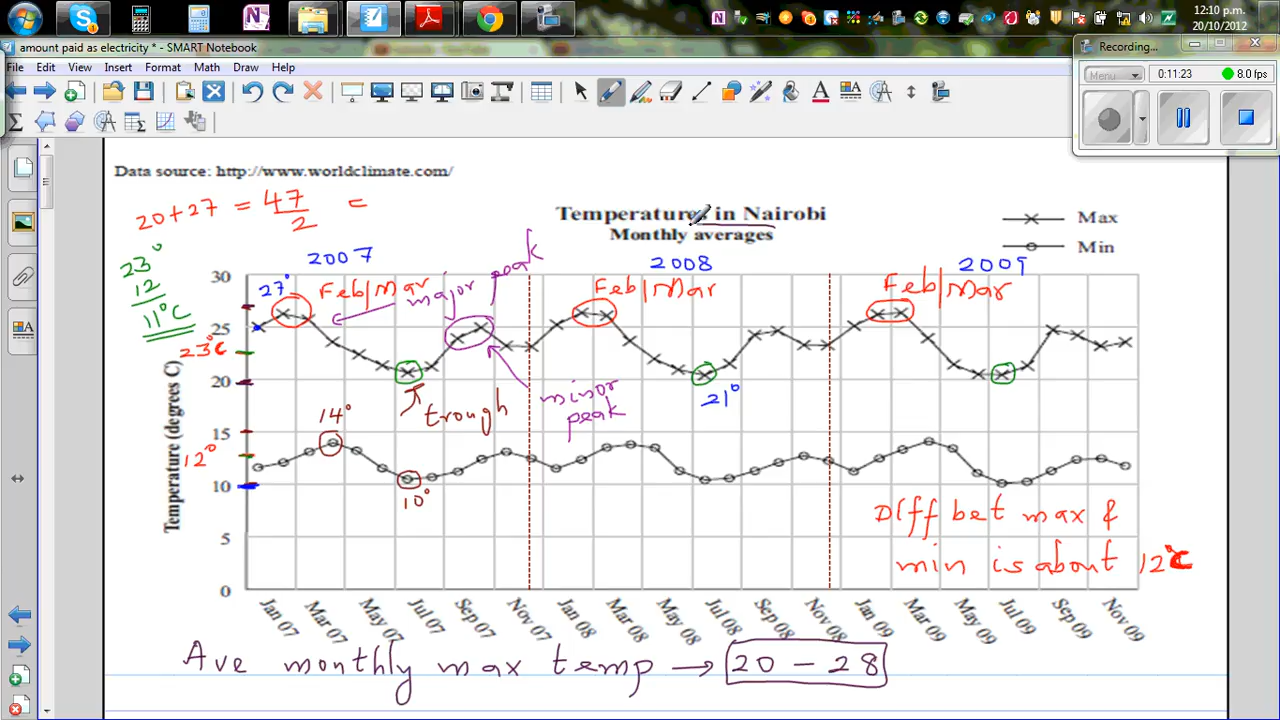 12:10 p.m.
20/10/2012
amount paid as electricity * - SMART Notebook
File Edit View Insert Format Math Draw Help
Recording...
Menu 0:11:23 8.0 fps
Data source: http://www.worldclimate.com/
20+27 = 47/2 =
Temperatures in Nairobi
Monthly averages
Max
Min
23°
12
11°C
2007
2008
2009
27°
Feb/Mar
Feb/Mar
Feb/Mar
major peak
minor peak
trough
23°C
21°
14°
12°
10°
Temperature (degrees C)
30
25
20
15
10
5
0
Diff bet max &
min is about 12°C
Jan 07 Mar 07 May 07 Jul 07 Sep 07 Nov 07 Jan 08 Mar 08 May 08 Jul 08 Sep 08 Nov 08 Jan 09 Mar 09 May 09 Jul 09 Sep 09 Nov 09
Ave monthly max temp → 20 - 28